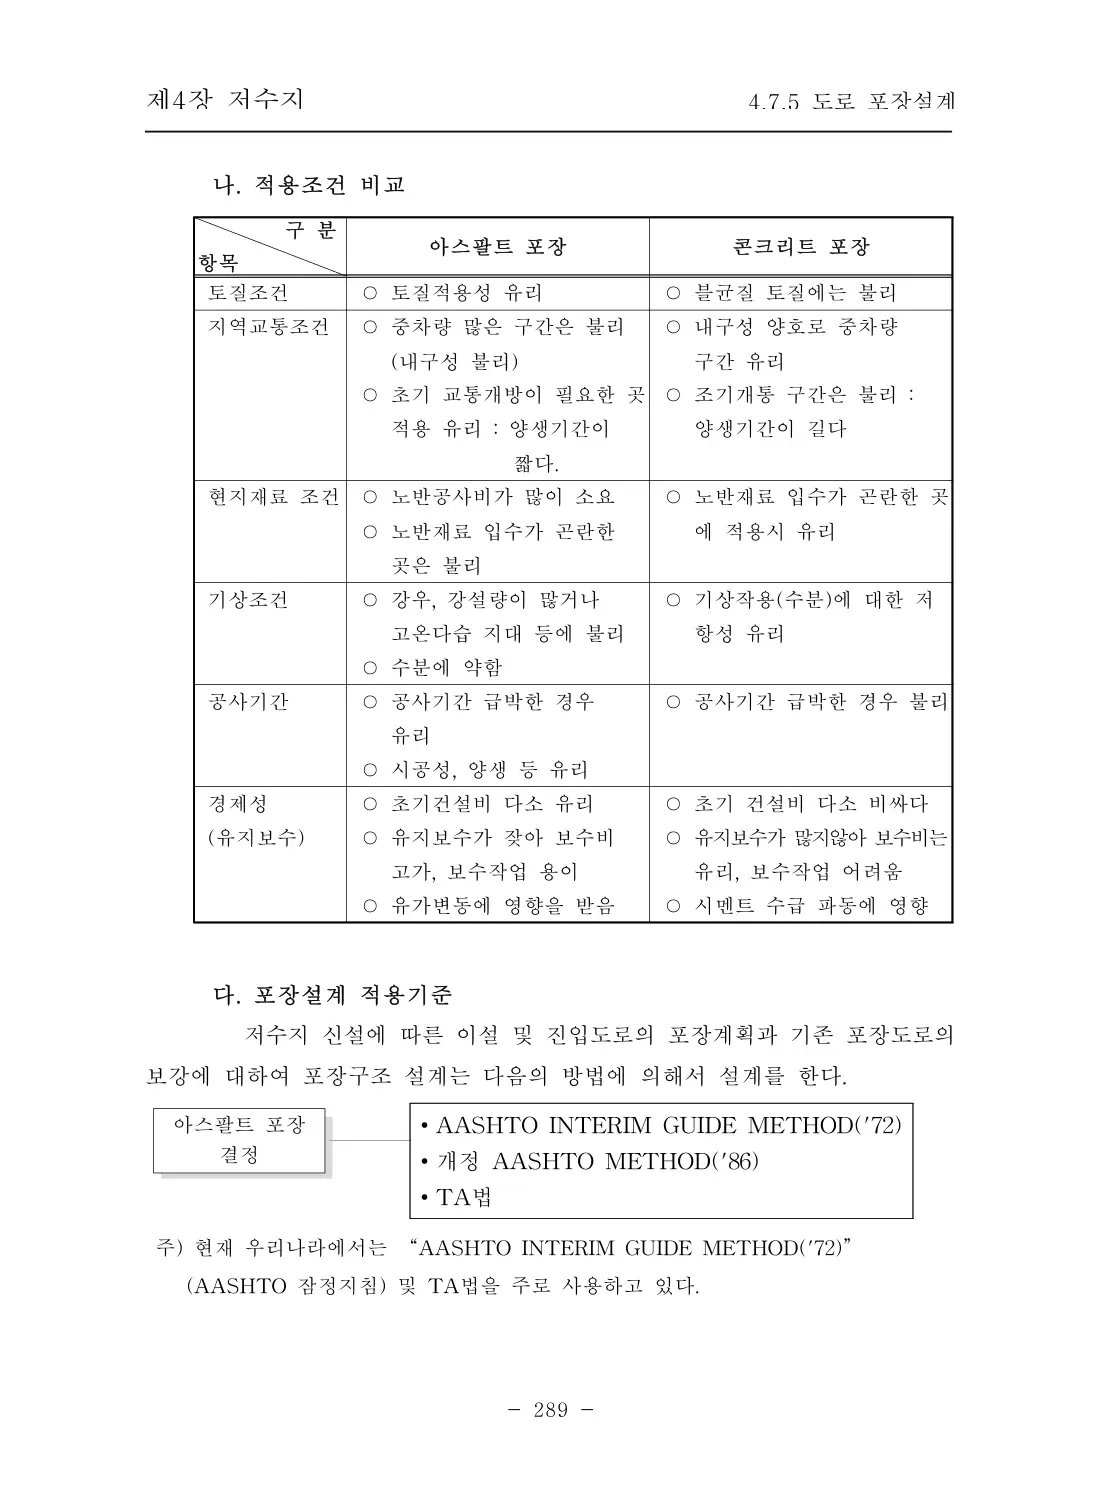 제4장 저수지
4.7.5 도로 포장설계
나. 적용조건 비교
구 분
항목
아스팔트 포장
콘크리트 포장
토질조건
○ 토질적용성 유리
○ 블균질 토질에는 불리
지역교통조건
○ 중차량 많은 구간은 불리
(내구성 불리)
○ 초기 교통개방이 필요한 곳
적용 유리 : 양생기간이
짧다.
○ 내구성 양호로 중차량
구간 유리
○ 조기개통 구간은 불리 :
양생기간이 길다
현지재료 조건
○ 노반공사비가 많이 소요
○ 노반재료 입수가 곤란한
곳은 불리
○ 노반재료 입수가 곤란한 곳
에 적용시 유리
기상조건
○ 강우, 강설량이 많거나
고온다습 지대 등에 불리
○ 수분에 약함
○ 기상작용(수분)에 대한 저
항성 유리
공사기간
○ 공사기간 급박한 경우
유리
○ 시공성, 양생 등 유리
○ 공사기간 급박한 경우 불리
경제성
(유지보수)
○ 초기건설비 다소 유리
○ 유지보수가 잦아 보수비
고가, 보수작업 용이
○ 유가변동에 영향을 받음
○ 초기 건설비 다소 비싸다
○ 유지보수가 많지않아 보수비는
유리, 보수작업 어려움
○ 시멘트 수급 파동에 영향
다. 포장설계 적용기준
저수지 신설에 따른 이설 및 진입도로의 포장계획과 기존 포장도로의
보강에 대하여 포장구조 설계는 다음의 방법에 의해서 설계를 한다.
아스팔트 포장
결정
• AASHTO INTERIM GUIDE METHOD('72)
• 개정 AASHTO METHOD('86)
• TA법
주) 현재 우리나라에서는 “AASHTO INTERIM GUIDE METHOD('72)”
(AASHTO 잠정지침) 및 TA법을 주로 사용하고 있다.
- 289 -